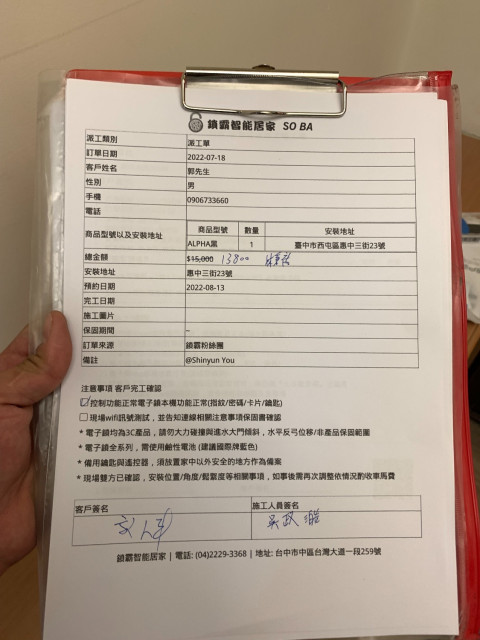 鎖霸智能居家 SO BA
派工類別 派工單
訂單日期 2022-07-18
客戶姓名 郭先生
性別 男
手機 0906733660
電話
商品型號以及安裝地址 商品型號 數量 安裝地址
ALPHA黑 1 臺中市西屯區惠中三街23號
總金額 $15,000 13800
安裝地址 惠中三街23號
預約日期 2022-08-13
完工日期
施工圖片
保固期間 –
訂單來源 鎖霸粉絲團
備註 @Shinyun You
注意事項 客戶完工確認
☑控制功能正常電子鎖本機功能正常(指紋/密碼/卡片/鑰匙)
☐現場wifi訊號測試，並告知連線相關注意事項保固書確認
* 電子鎖均為3C產品，請勿大力碰撞與進水大門傾斜，水平反弓位移/非產品保固範圍
* 電子鎖全系列，需使用鹼性電池 (建議國際牌藍色)
* 備用鑰匙與遙控器，須放置家中以外安全的地方作為備案
* 現場雙方已確認，安裝位置/角度/鬆緊度等相關事項，如事後需再次調整依情況酌收車馬費
客戶簽名 施工人員簽名
吳政
鎖霸智能居家 | 電話: (04)2229-3368 | 地址: 台中市中區台灣大道一段259號